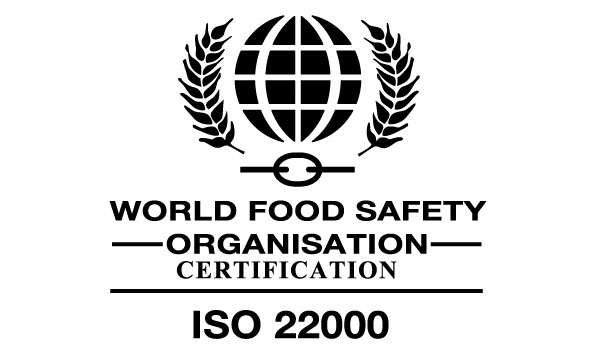 WORLD FOOD SAFETY
ORGANISATION
CERTIFICATION
ISO 22000